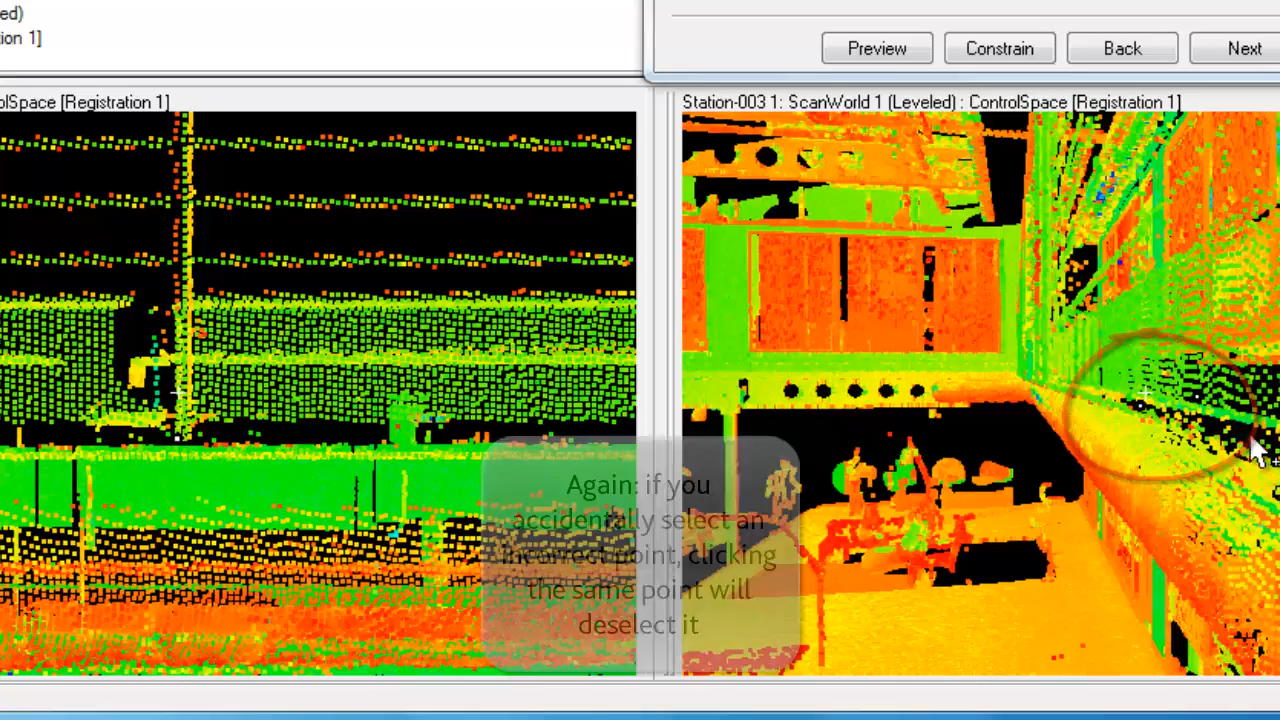 ed)
ion 1]
Preview
Constrain
Back
Next
olSpace [Registration 1]
Station-003 1: ScanWorld 1 (Leveled) : ControlSpace [Registration 1]
Again: if you
accidentally select an
incorrect point, clicking
the same point will
deselect it